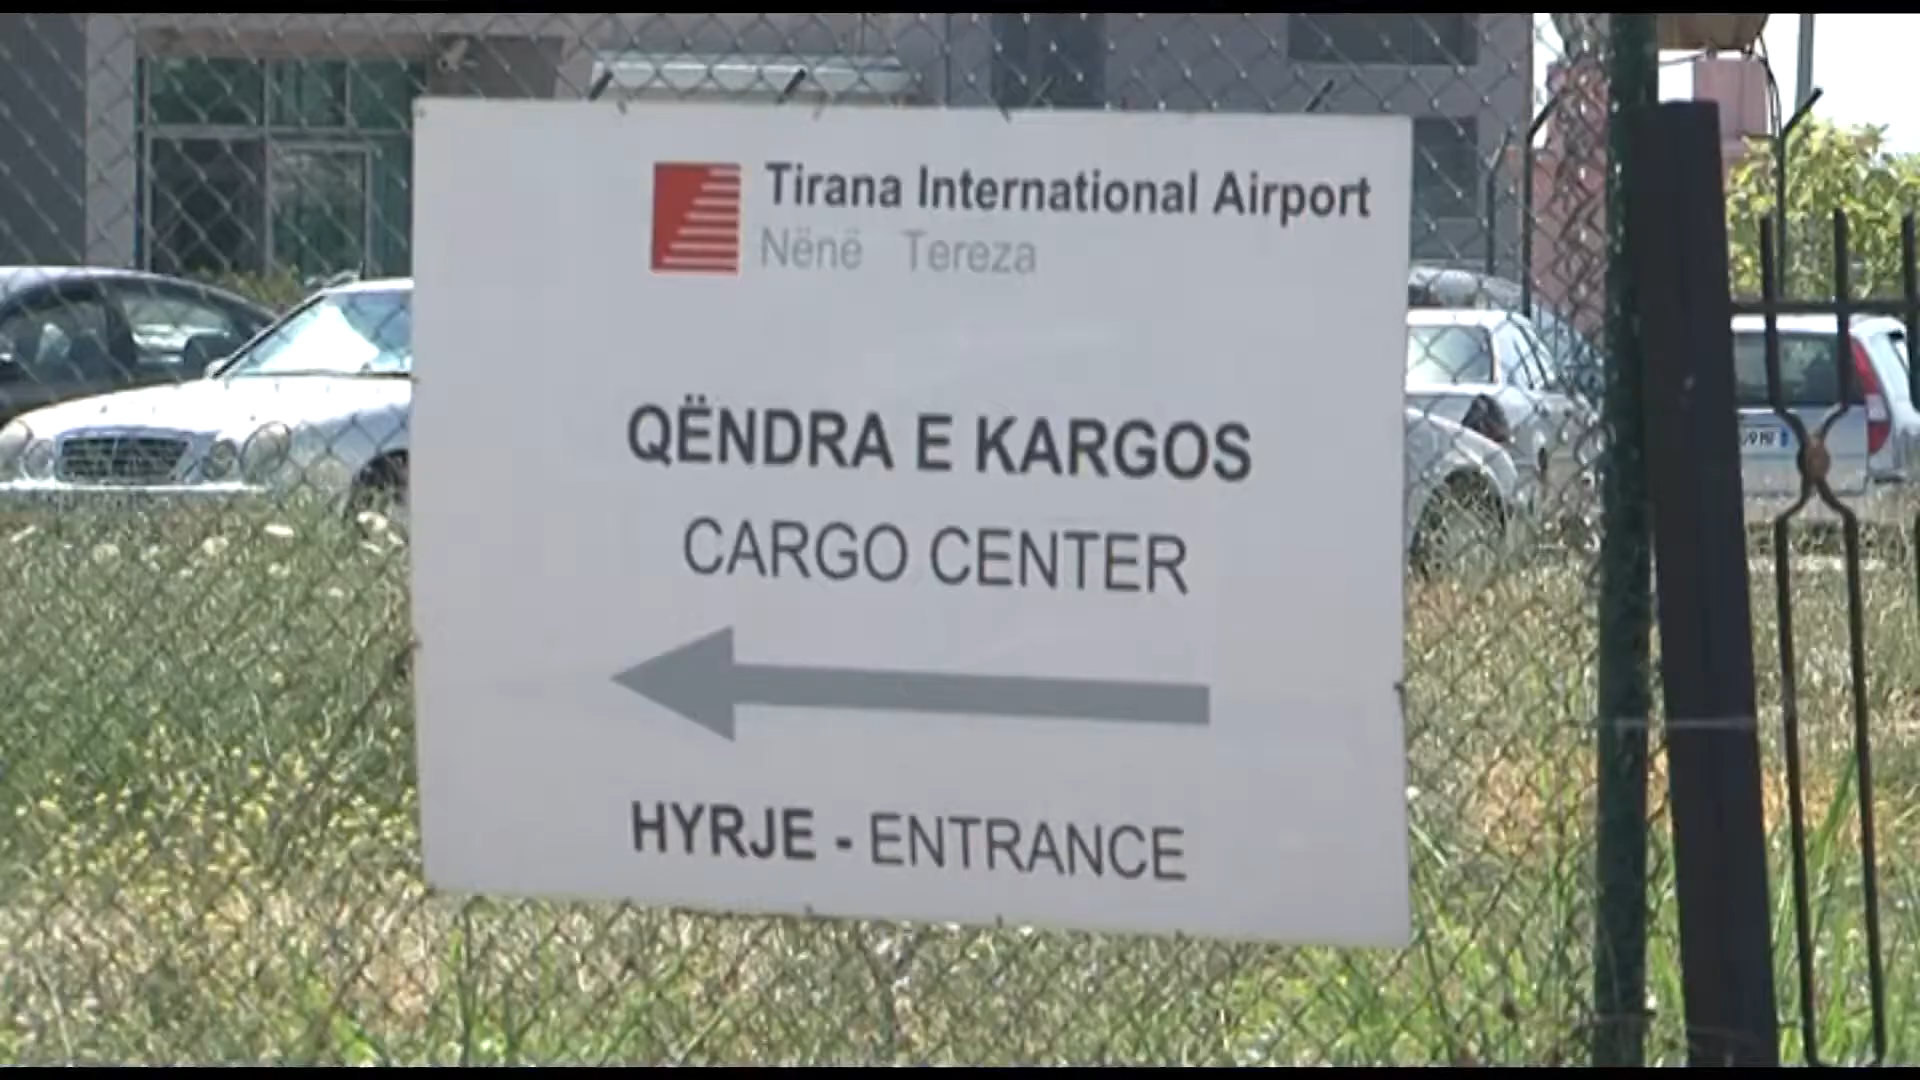 Tirana International Airport
Nënë Tereza
QËNDRA E KARGOS
CARGO CENTER
HYRJE - ENTRANCE